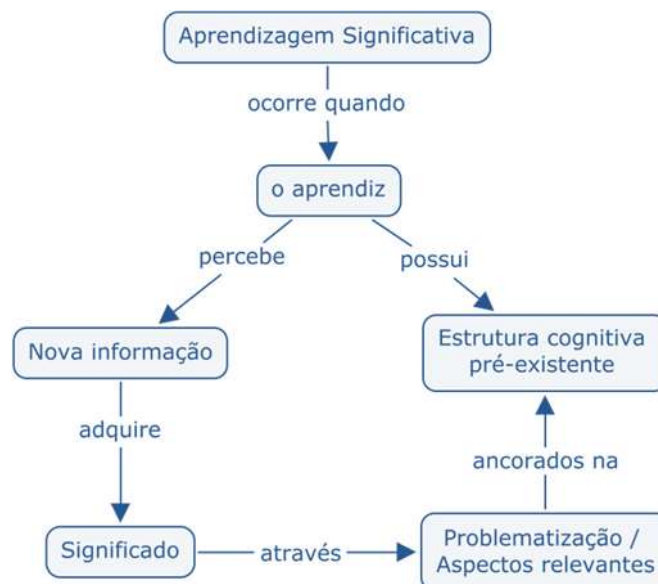 Aprendizagem Significativa
ocorre quando
o aprendiz
percebe
possui
Nova informação
Estrutura cognitiva
pré-existente
adquire
ancorados na
Significado
através
Problematização /
Aspectos relevantes